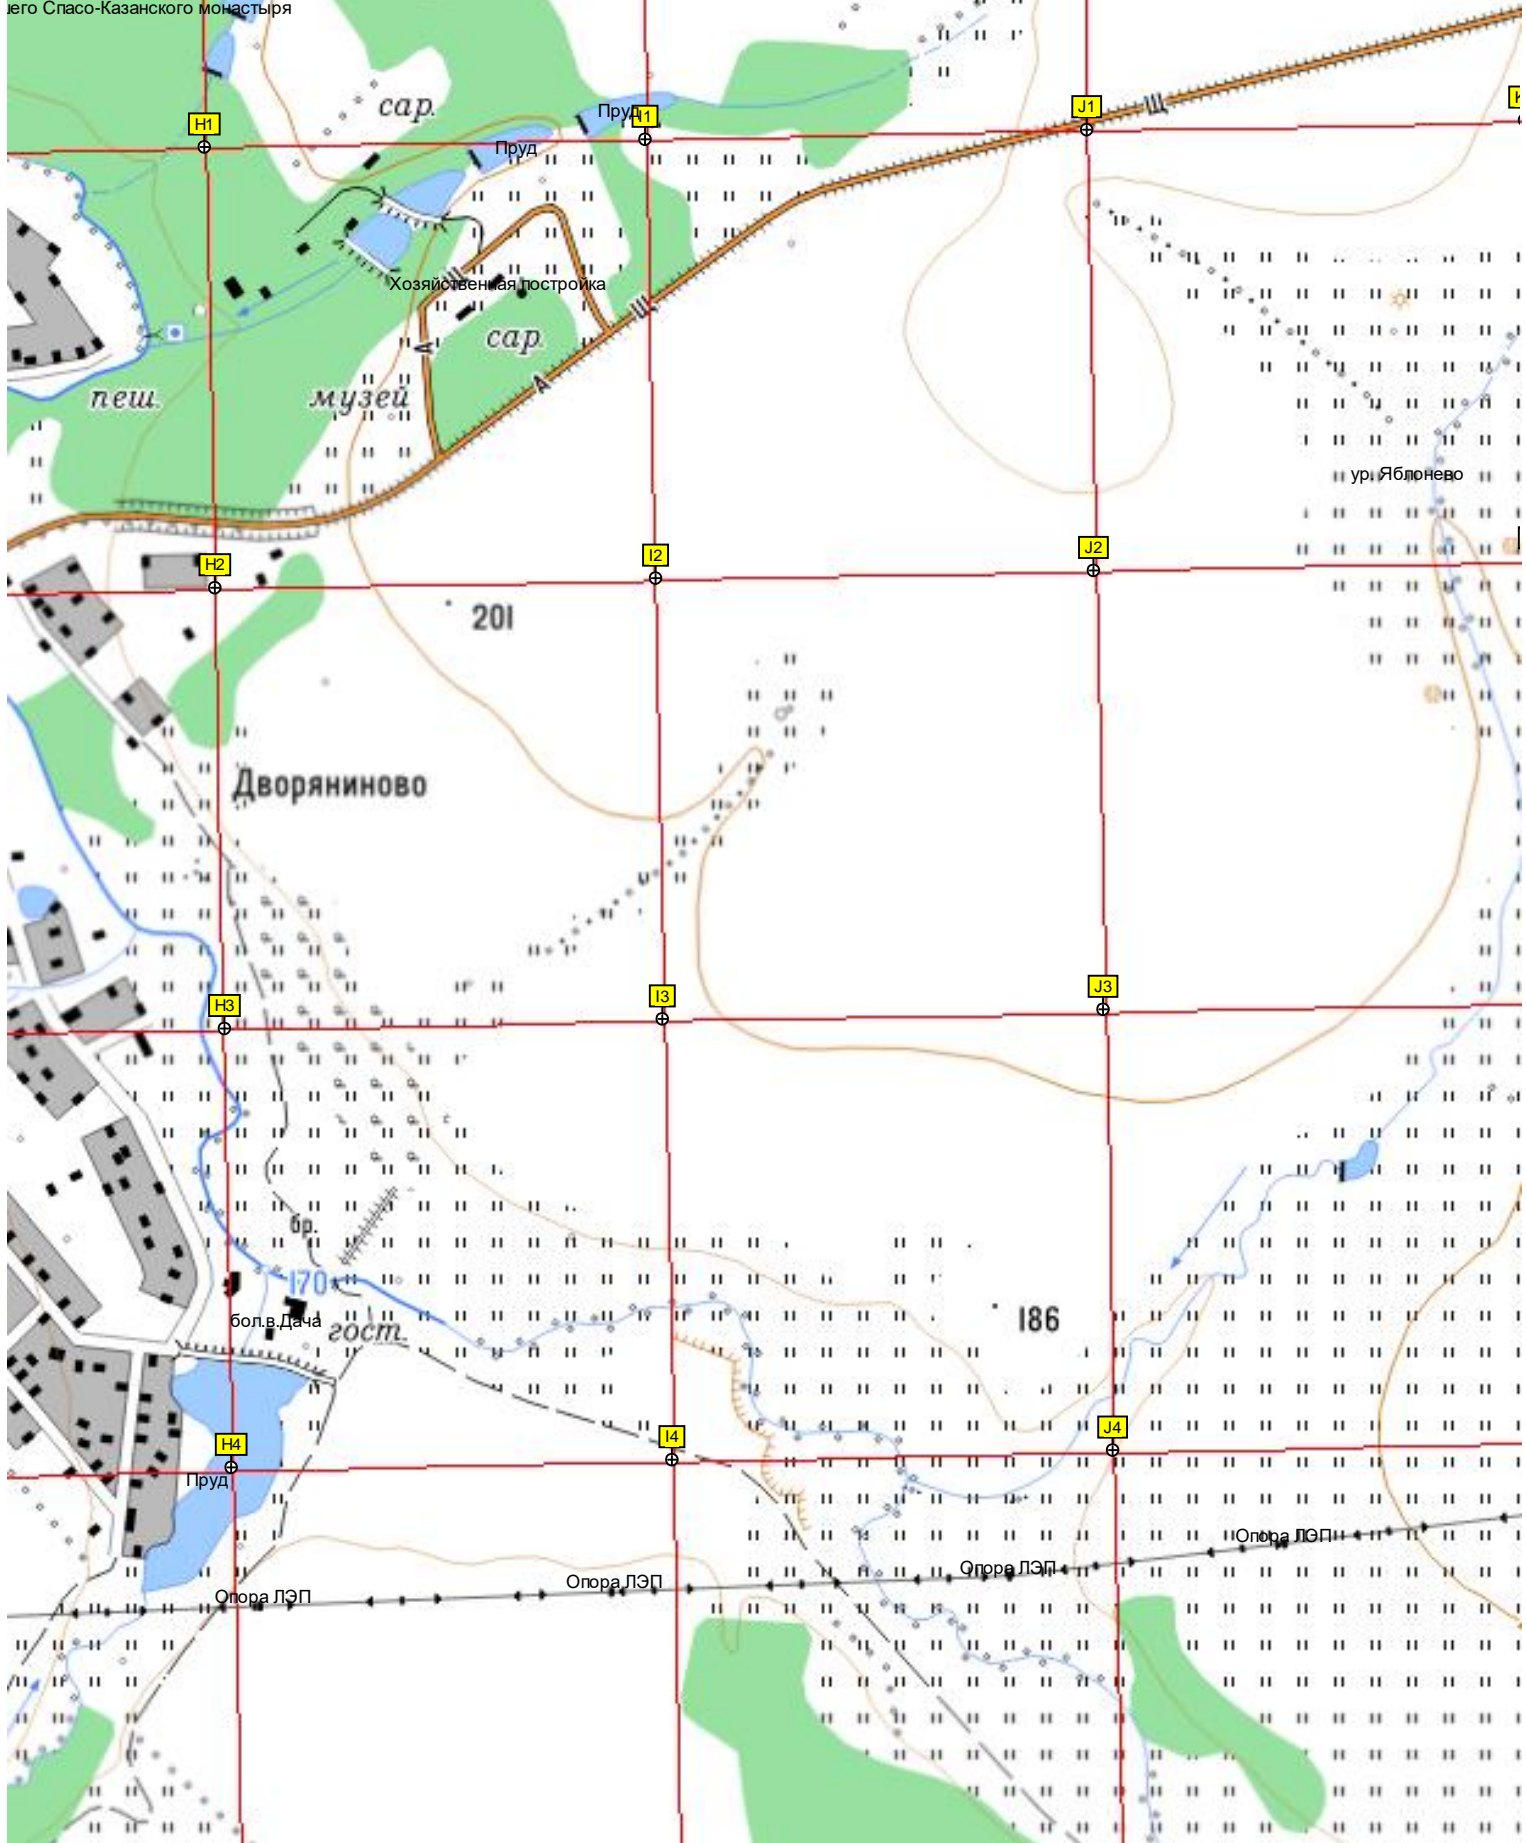 его Спасо-Казанского монастыря
сар.
Пруд
I1
J1
Щ
H1
Пруд
Хозяйственная постройка
Щ
Щ
сар.
А
А
пеш.
музей
ур. Яблонево
H2
I2
J2
201
Дворяниново
H3
I3
J3
бр.
170
бол.в.Дача
гост.
186
H4
I4
J4
Пруд
Опора ЛЭП
Опора ЛЭП
Опора ЛЭП
Опора ЛЭП